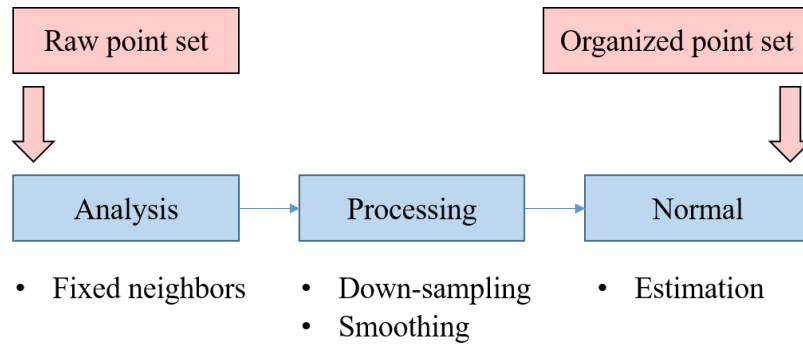 Raw point set
Organized point set
Analysis
Processing
Normal
• Fixed neighbors
• Down-sampling
• Smoothing
• Estimation